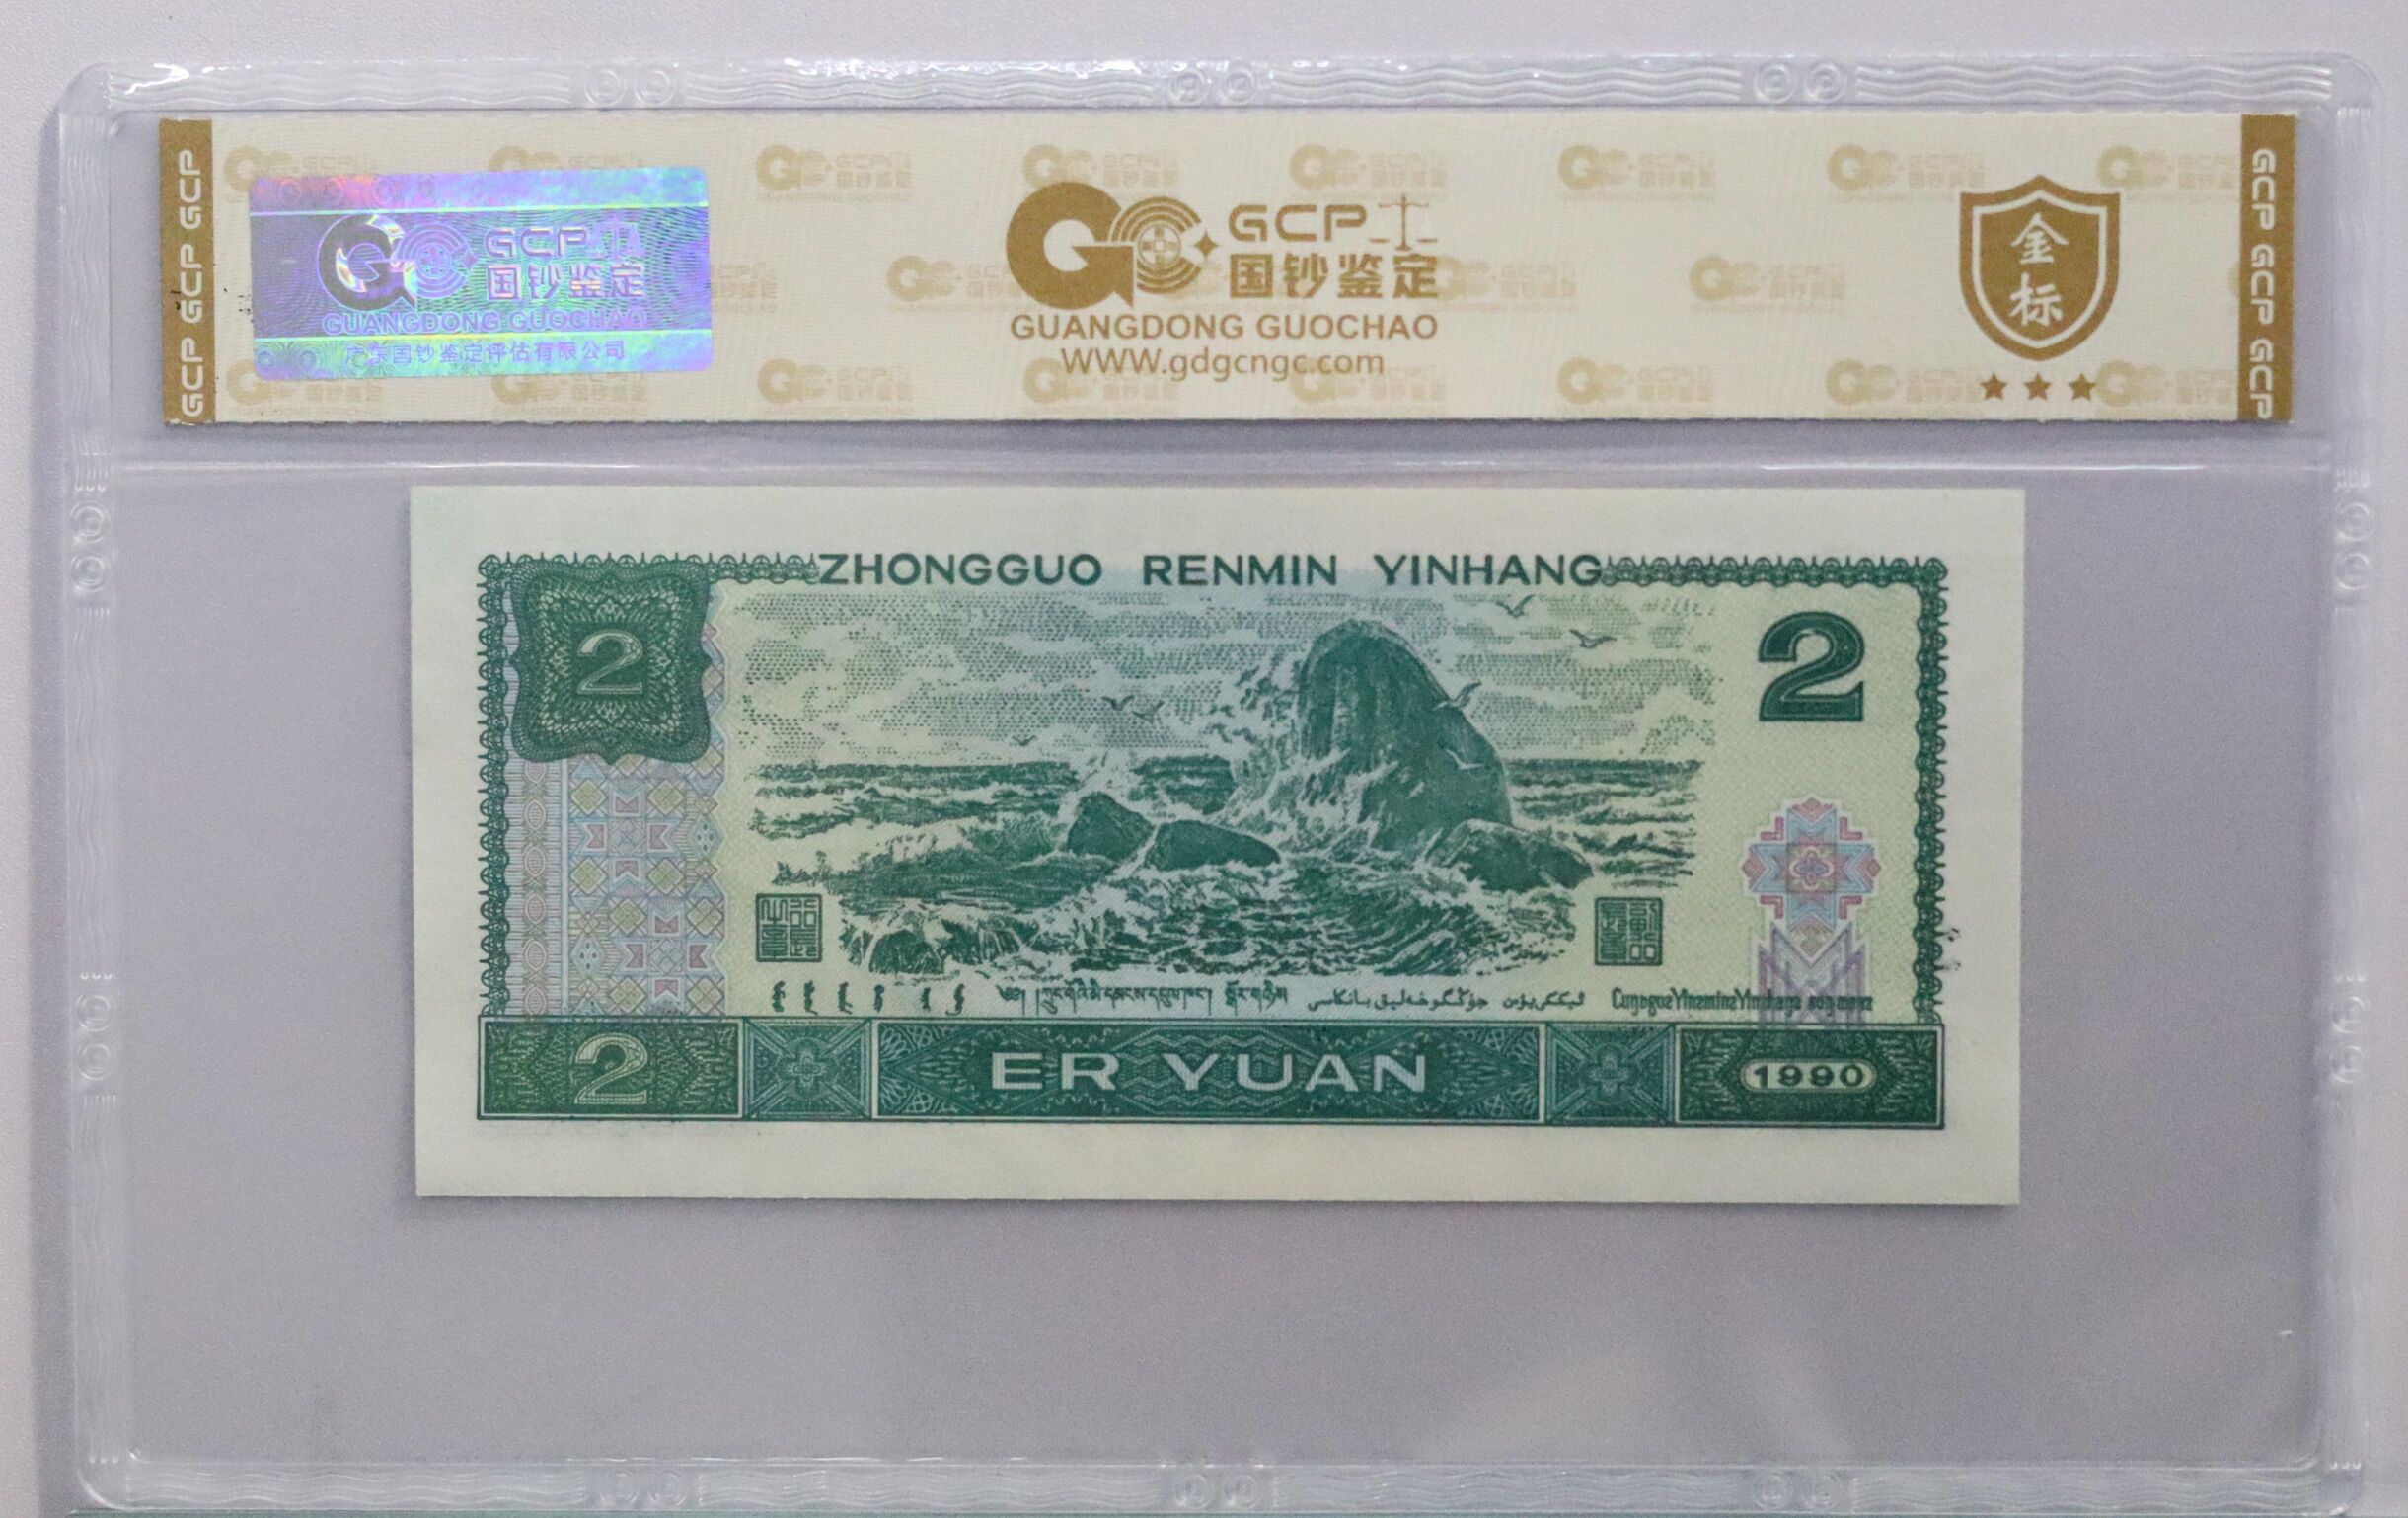 GCP GCP GCP
GCP
国钞鉴定
GUANGDONG GUOCHAO
广东国钞鉴定评估有限公司
GCP
国钞鉴定
GUANGDONG GUOCHAO
WWW.gdgcngc.com
金
标
GCP GCP GCP
ZHONGGUO RENMIN YINHANG
2
2
2
ER YUAN
1990